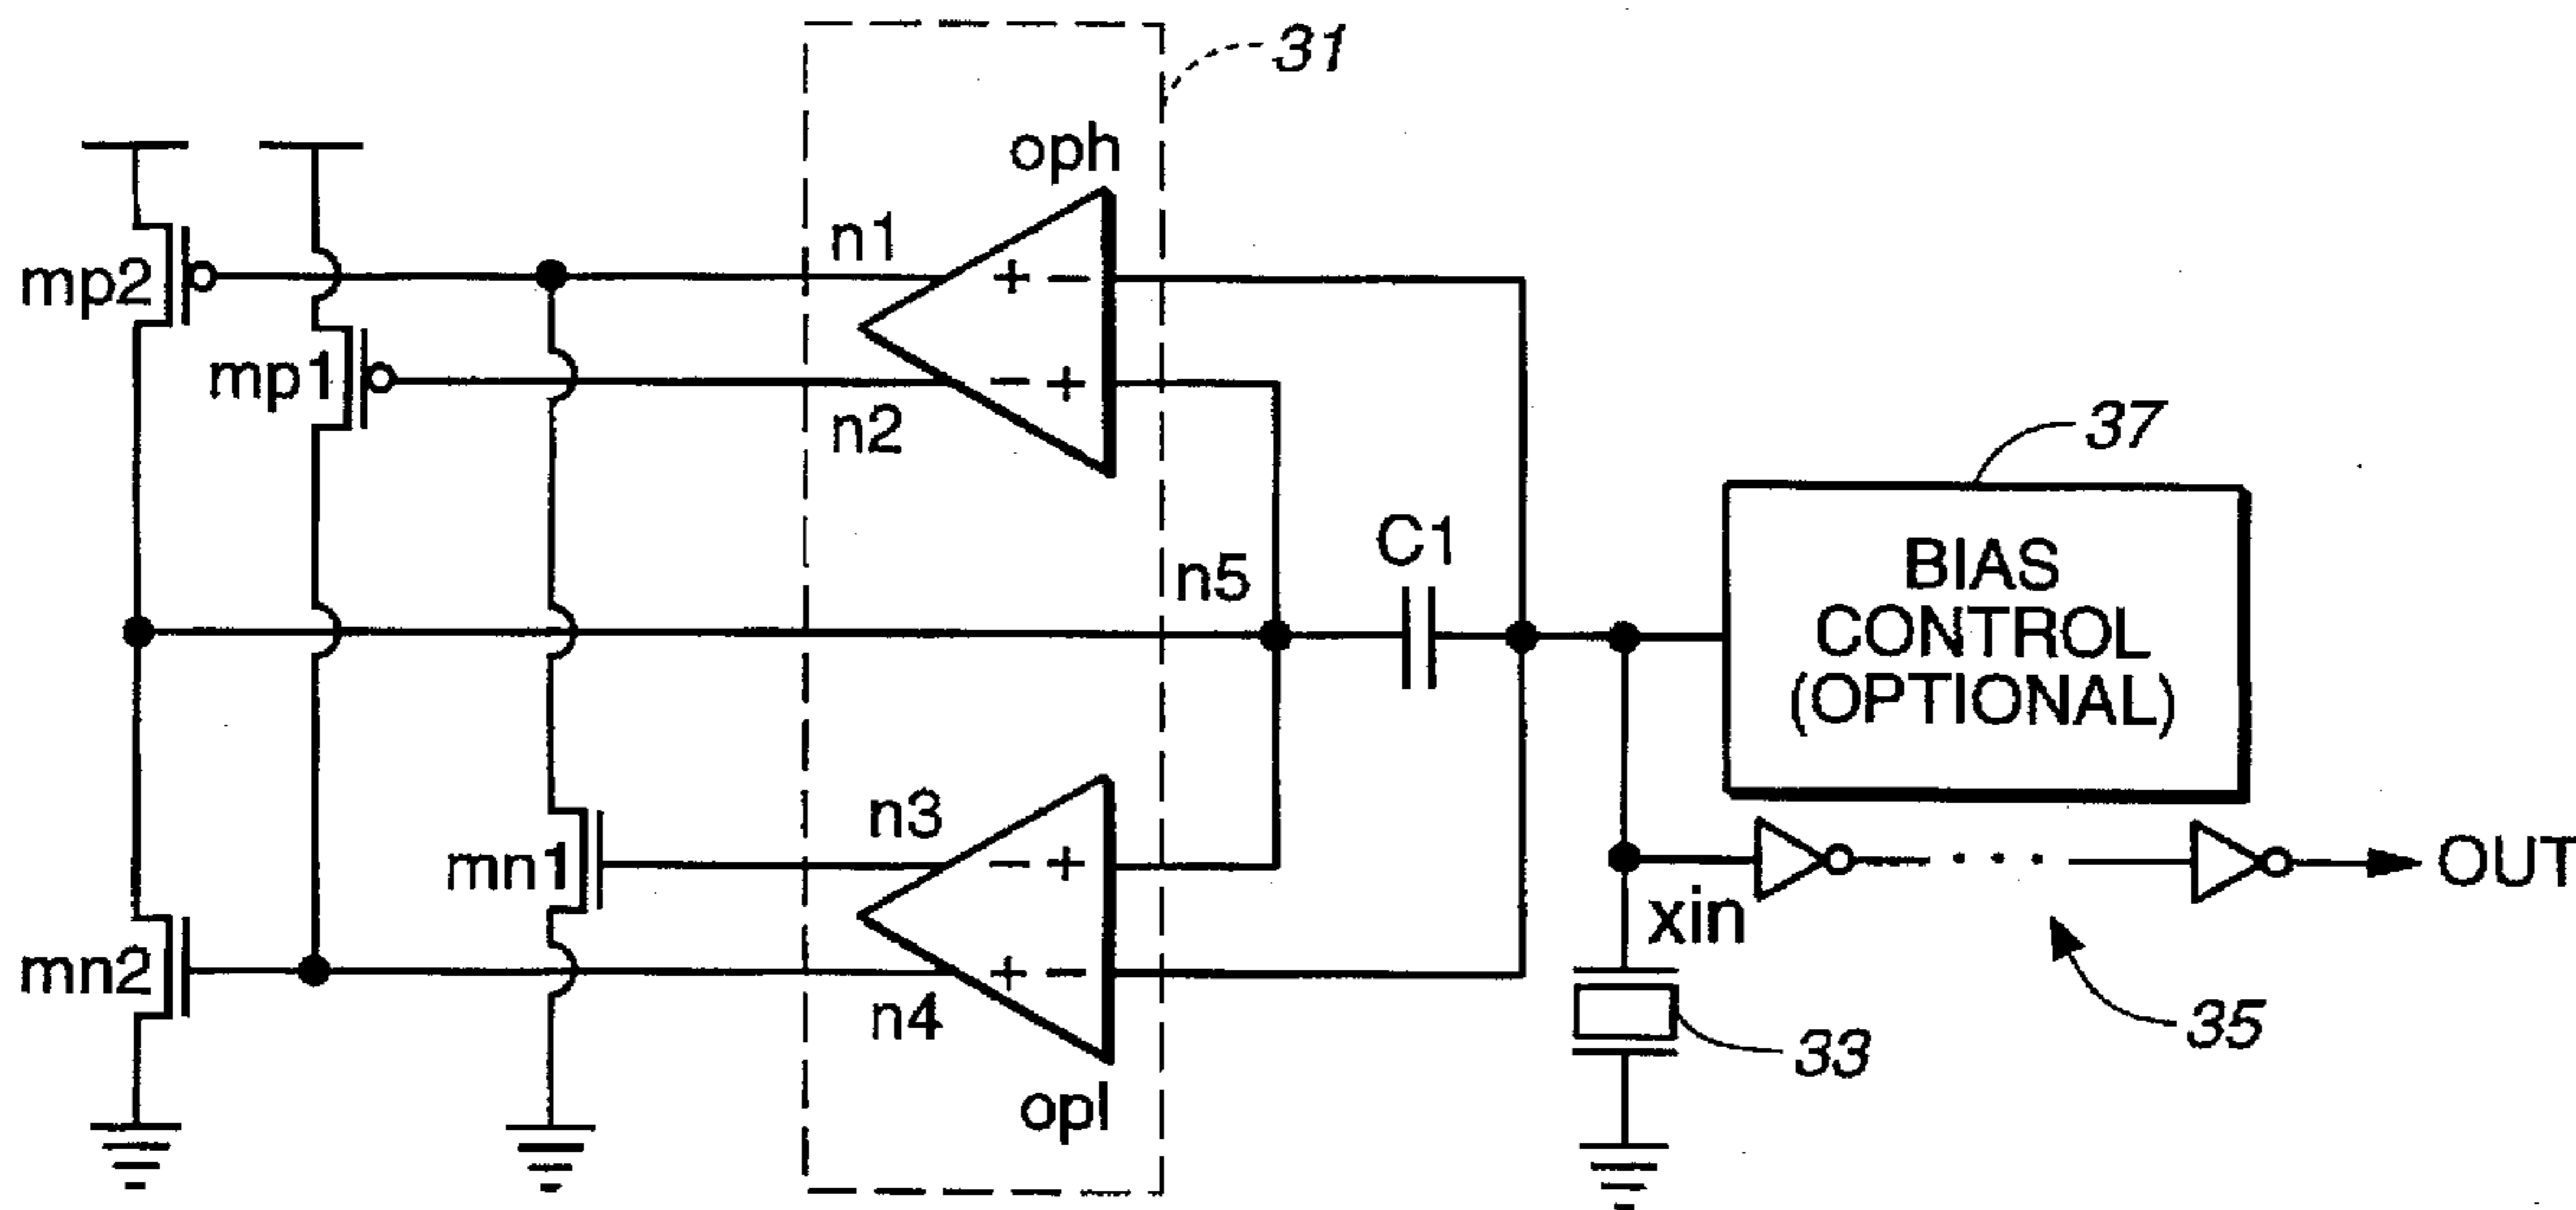 31
oph
n1
+ −
mp2
mp1
− +
n2
37
C1
n5
BIAS
CONTROL
(OPTIONAL)
n3
− +
mn1
OUT
xin
mn2
+ −
n4
35
33
opl